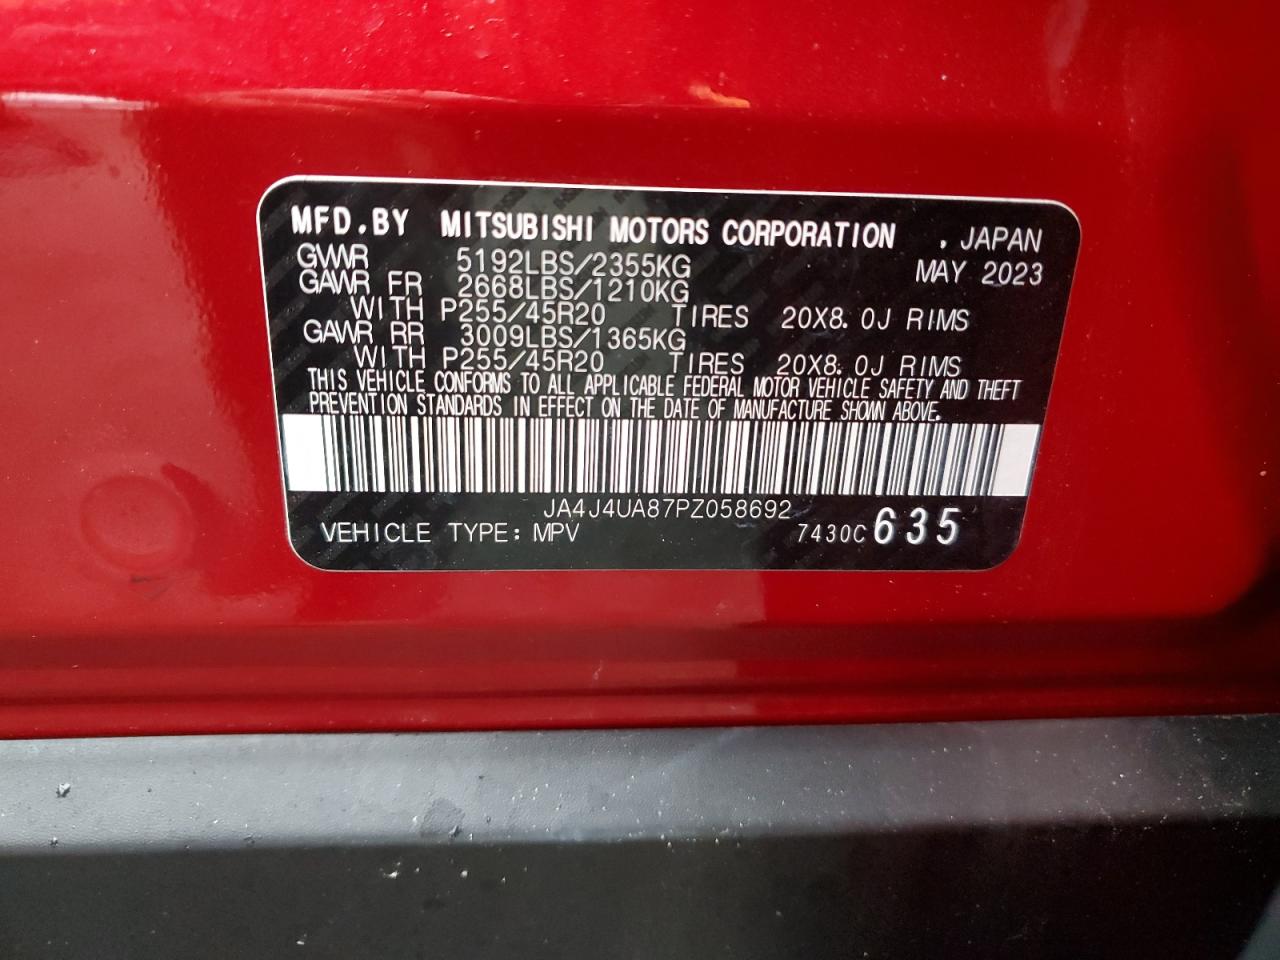 MFD.BY MITSUBISHI MOTORS CORPORATION . JAPAN
GVWR 5192LBS/2355KG MAY 2023
GAWR FR 2668LBS/1210KG
WITH P255/45R20 TIRES 20X8.0J RIMS
GAWR RR 3009LBS/1365KG
WITH P255/45R20 TIRES 20X8.0J RIMS
THIS VEHICLE CONFORMS TO ALL APPLICABLE FEDERAL MOTOR VEHICLE SAFETY AND THEFT
PREVENTION STANDARDS IN EFFECT ON THE DATE OF MANUFACTURE SHOWN ABOVE.
JA4J4UA87PZ058692
VEHICLE TYPE: MPV 7430C 635